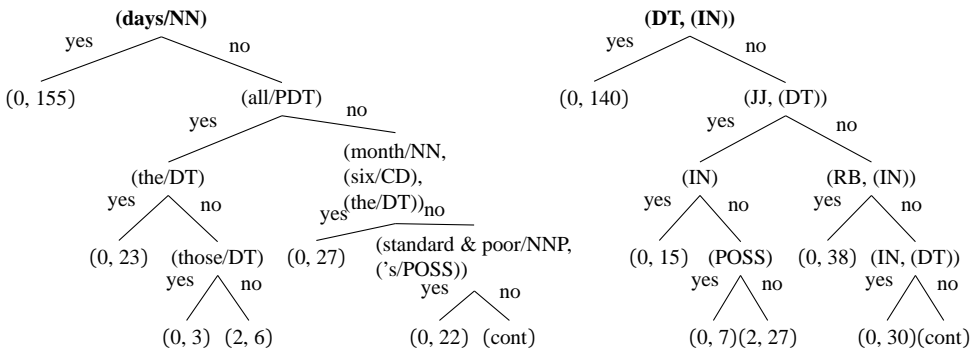 (days/NN) (DT, (IN))
yes no yes no
(0, 155) (all/PDT) (0, 140) (JJ, (DT))
yes no yes no
(month/NN,
(the/DT) (six/CD), (IN) (RB, (IN))
(the/DT))
yes no yes no yes no yes no
(0, 23) (those/DT) (0, 27) (standard & poor/NNP, (0, 15) (POSS) (0, 38) (IN, (DT))
('s/POSS))
yes no yes no yes no yes no
(0, 3) (2, 6) (0, 22) (cont) (0, 7) (2, 27) (0, 30) (cont)